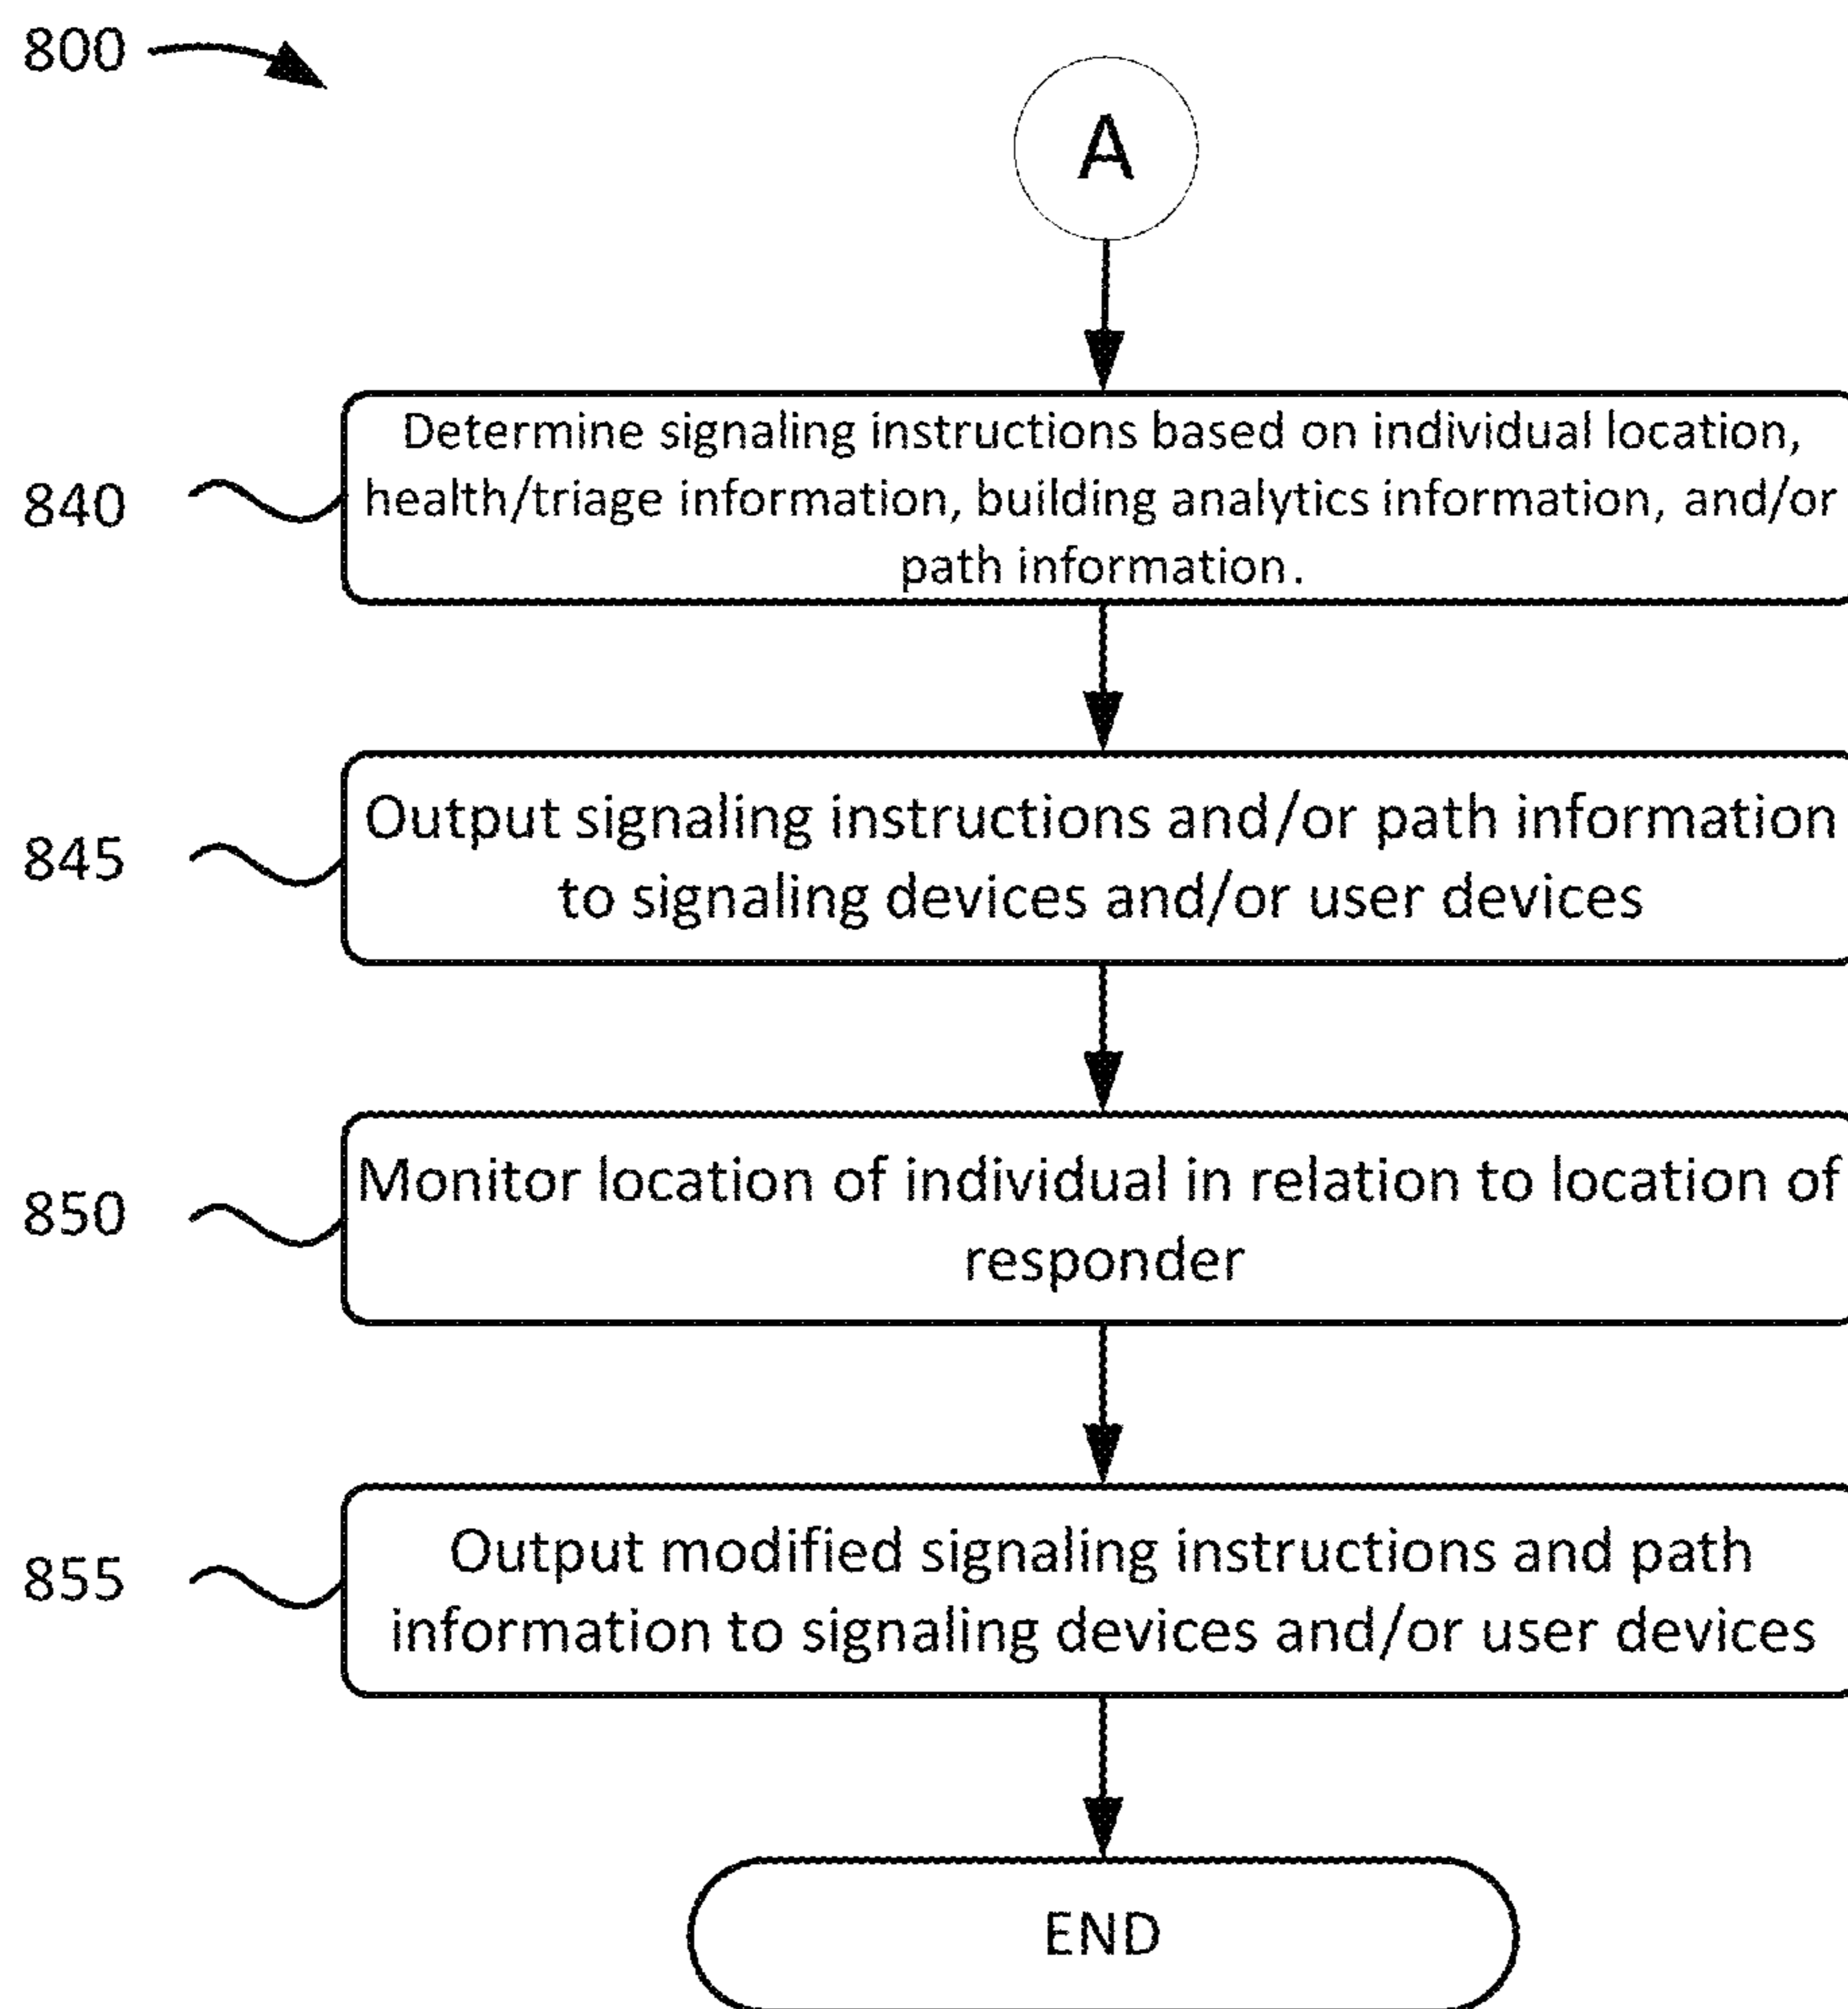 800
A
840
Determine signaling instructions based on individual location,
health/triage information, building analytics information, and/or
path information.
845
Output signaling instructions and/or path information
to signaling devices and/or user devices
850
Monitor location of individual in relation to location of
responder
855
Output modified signaling instructions and path
information to signaling devices and/or user devices
END